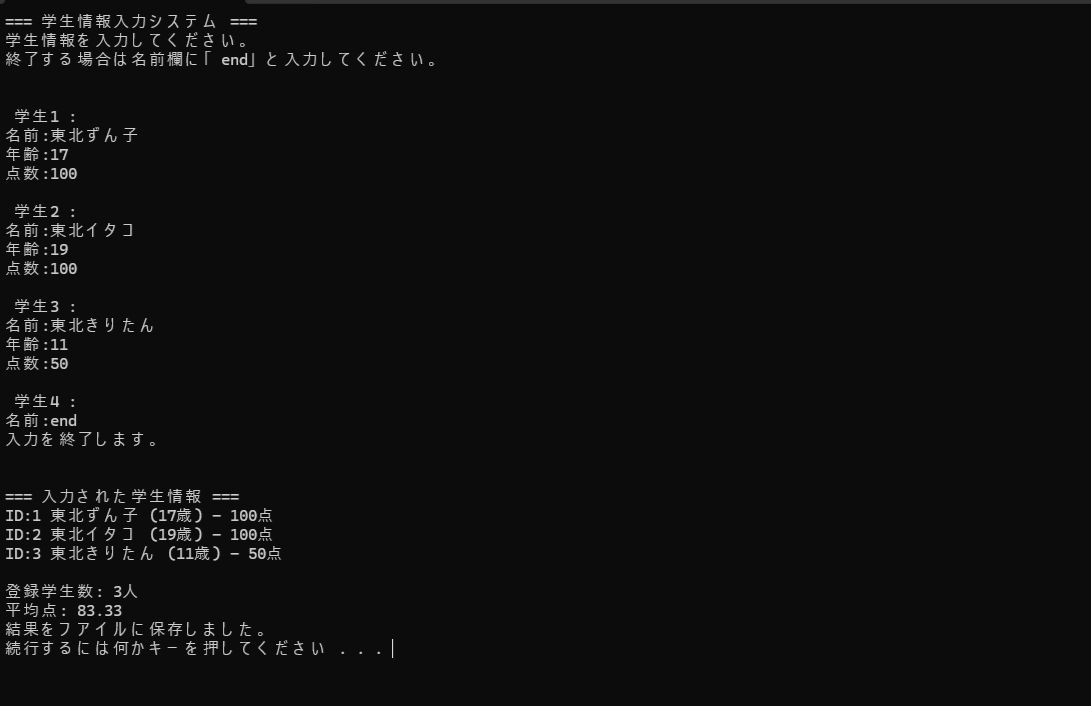 === 学生情報入力システム ===
学生情報を入力してください。
終了する場合は名前欄に「end」と入力してください。
学生1 :
名前:東北ずん子
年齢:17
点数:100
学生2 :
名前:東北イタコ
年齢:19
点数:100
学生3 :
名前:東北きりたん
年齢:11
点数:50
学生4 :
名前:end
入力を終了します。
=== 入力された学生情報 ===
ID:1 東北ずん子 (17歳) - 100点
ID:2 東北イタコ (19歳) - 100点
ID:3 東北きりたん (11歳) - 50点
登録学生数: 3人
平均点: 83.33
結果をファイルに保存しました。
続行するには何かキーを押してください . . .